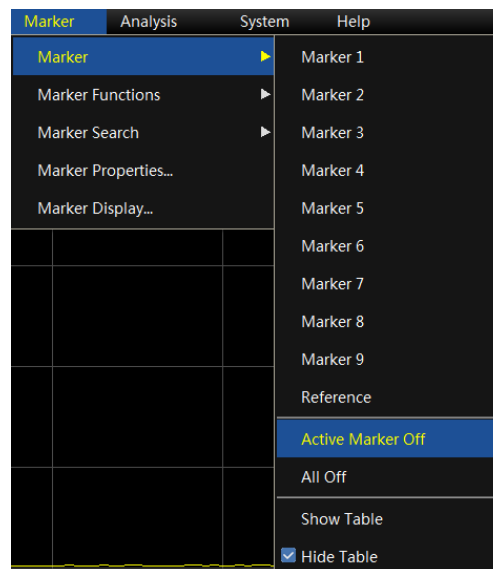 Marker Analysis System Help
Marker
Marker Functions
Marker Search
Marker Properties...
Marker Display...
Marker 1
Marker 2
Marker 3
Marker 4
Marker 5
Marker 6
Marker 7
Marker 8
Marker 9
Reference
Active Marker Off
All Off
Show Table
Hide Table